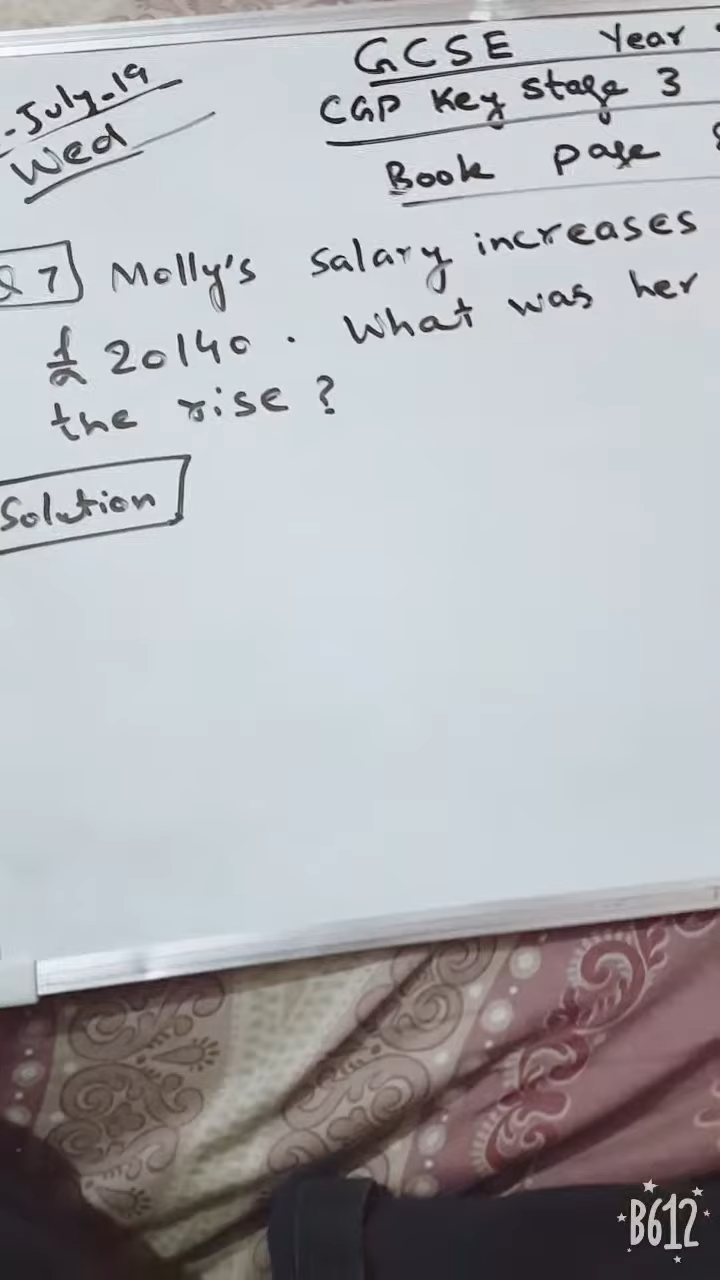 -July-19
Wed
GCSE Year
CGP Key Stage 3
Book page
Q7 Molly's salary increases
£20140. What was her
the rise?
Solution
B612